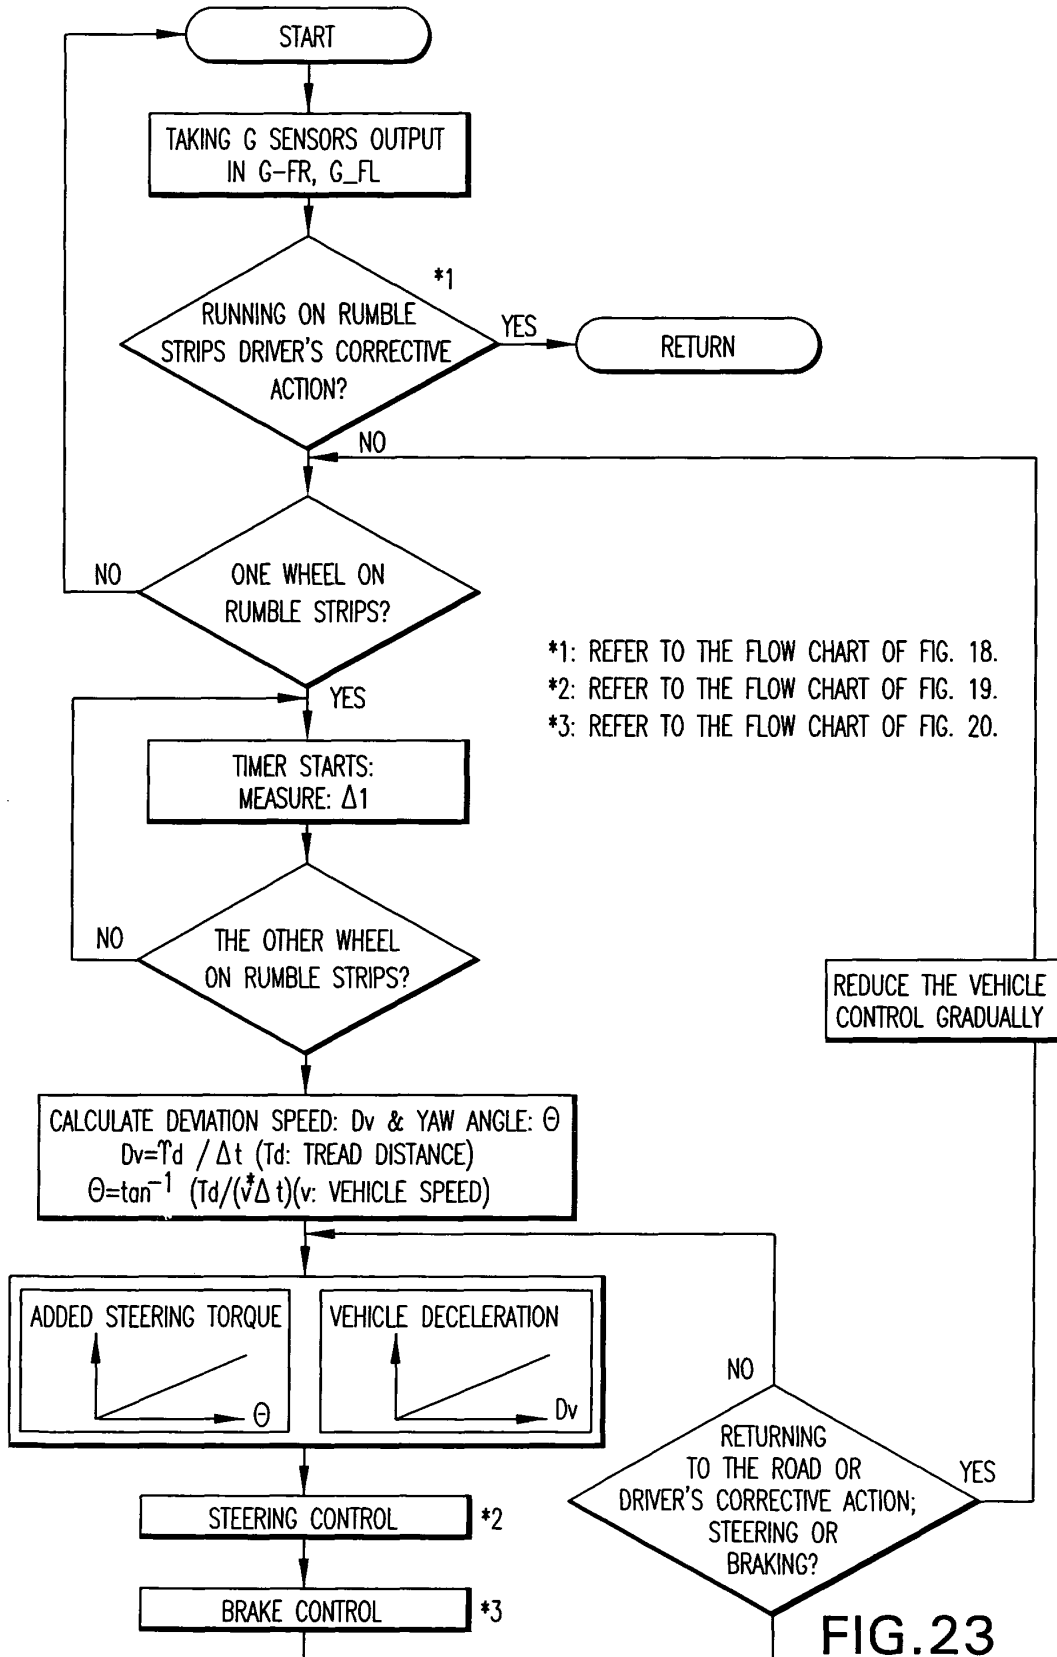 START
TAKING G SENSORS OUTPUT
IN G-FR, G_FL
*1
RUNNING ON RUMBLE
STRIPS DRIVER'S CORRECTIVE
ACTION?
YES
RETURN
NO
ONE WHEEL ON
RUMBLE STRIPS?
NO
YES
*1: REFER TO THE FLOW CHART OF FIG. 18.
*2: REFER TO THE FLOW CHART OF FIG. 19.
*3: REFER TO THE FLOW CHART OF FIG. 20.
TIMER STARTS:
MEASURE: Δ1
THE OTHER WHEEL
ON RUMBLE STRIPS?
NO
REDUCE THE VEHICLE
CONTROL GRADUALLY
CALCULATE DEVIATION SPEED: Dv & YAW ANGLE: Θ
Dv=Td / Δt (Td: TREAD DISTANCE)
Θ=tan⁻¹ (Td/(v*Δt)(v: VEHICLE SPEED)
ADDED STEERING TORQUE
Θ
VEHICLE DECELERATION
Dv
STEERING CONTROL
*2
BRAKE CONTROL
*3
NO
RETURNING
TO THE ROAD OR
DRIVER'S CORRECTIVE ACTION;
STEERING OR
BRAKING?
YES
FIG.23